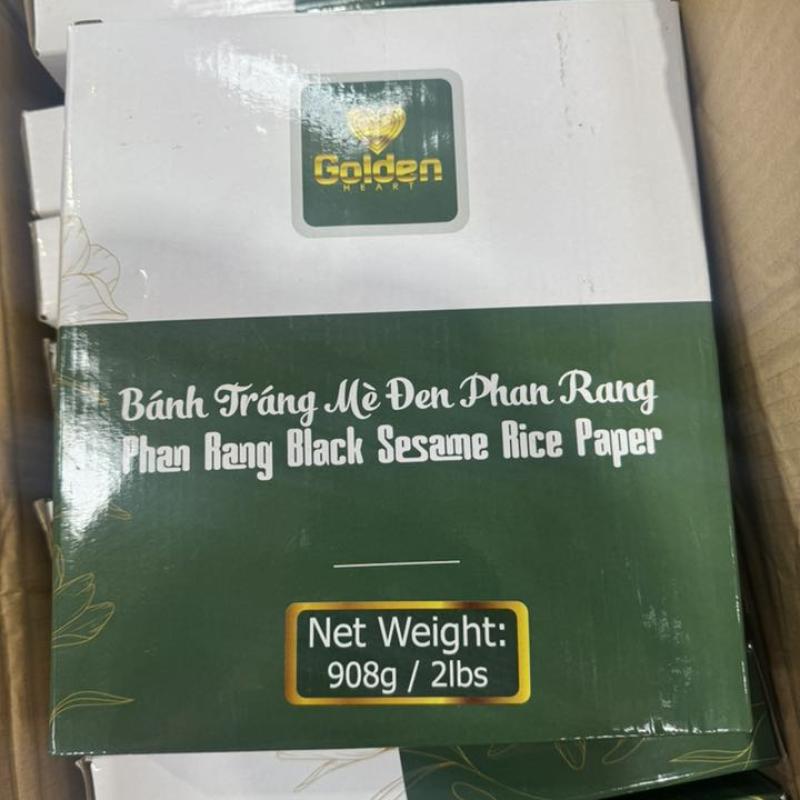 Golden
HEART
Bánh Tráng Mè Đen Phan Rang
Phan Rang Black Sesame Rice Paper
Net Weight:
908g / 2lbs